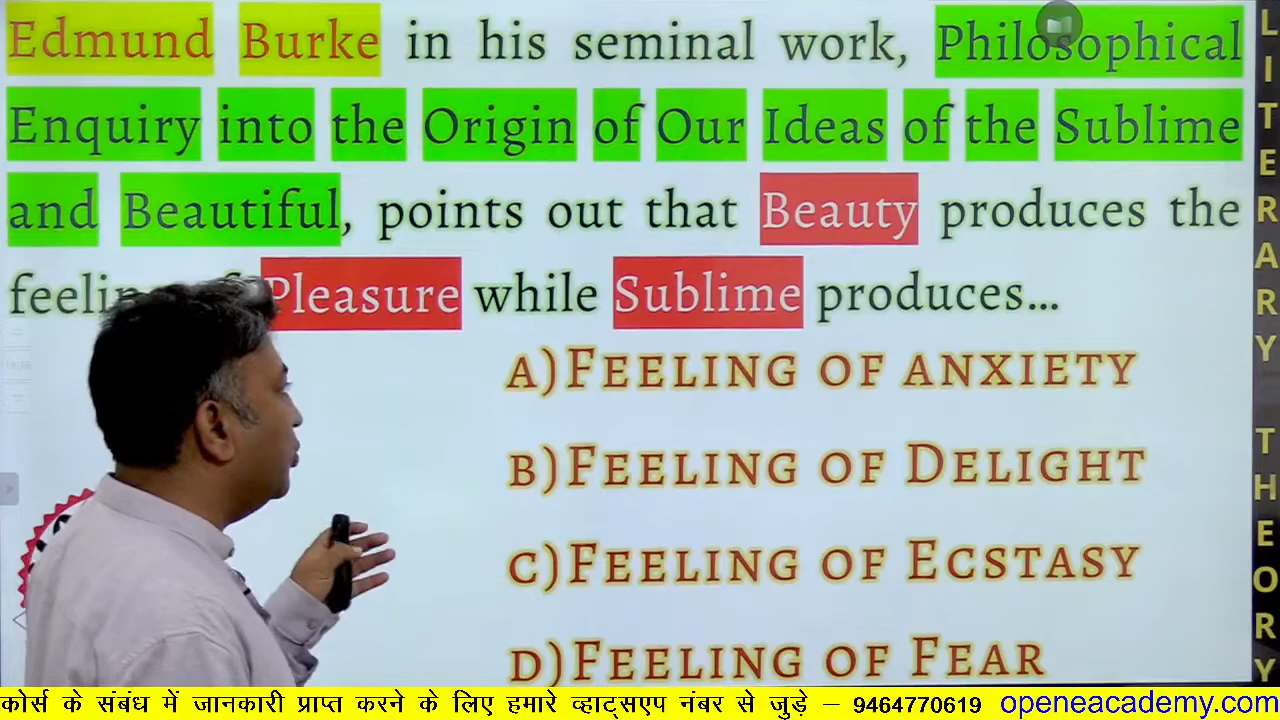 Edmund Burke in his seminal work, Philosophical
Enquiry into the Origin of Our Ideas of the Sublime
and Beautiful, points out that Beauty produces the
Pleasure while Sublime produces...
A) FEELING OF ANXIETY
B) FEELING OF DELIGHT
C) FEELING OF ECSTASY
D) FEELING OF FEAR
LITERARY THEORY
कोर्स के संबंध में जानकारी प्राप्त करने के लिए हमारे व्हाट्सएप नंबर से जुड़े – 9464770619 openeacademy.com